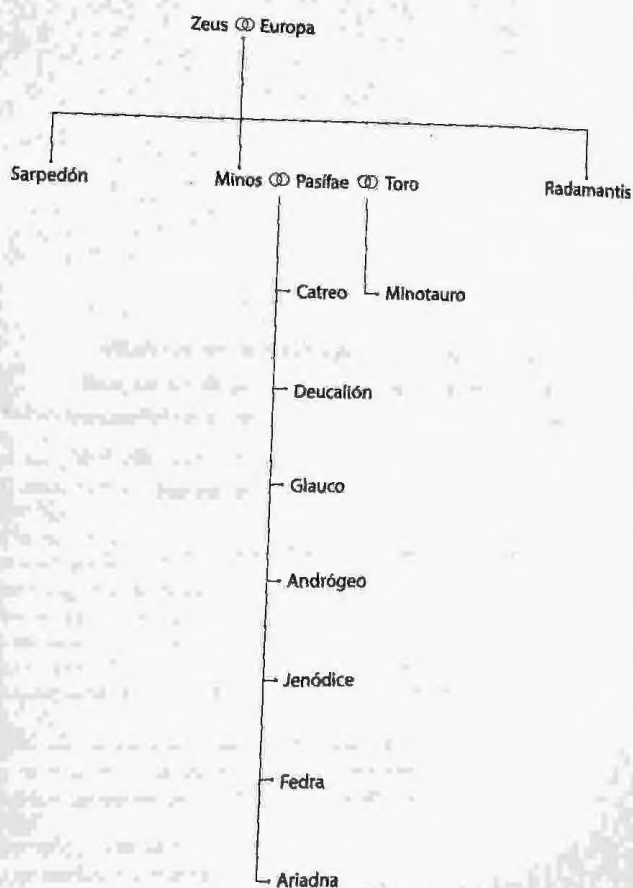 Zeus ⚭ Europa
Sarpedón
Minos ⚭ Pasífae ⚭ Toro
Radamantis
Catreo
Minotauro
Deucalión
Glauco
Andrógeo
Jenódice
Fedra
Ariadna